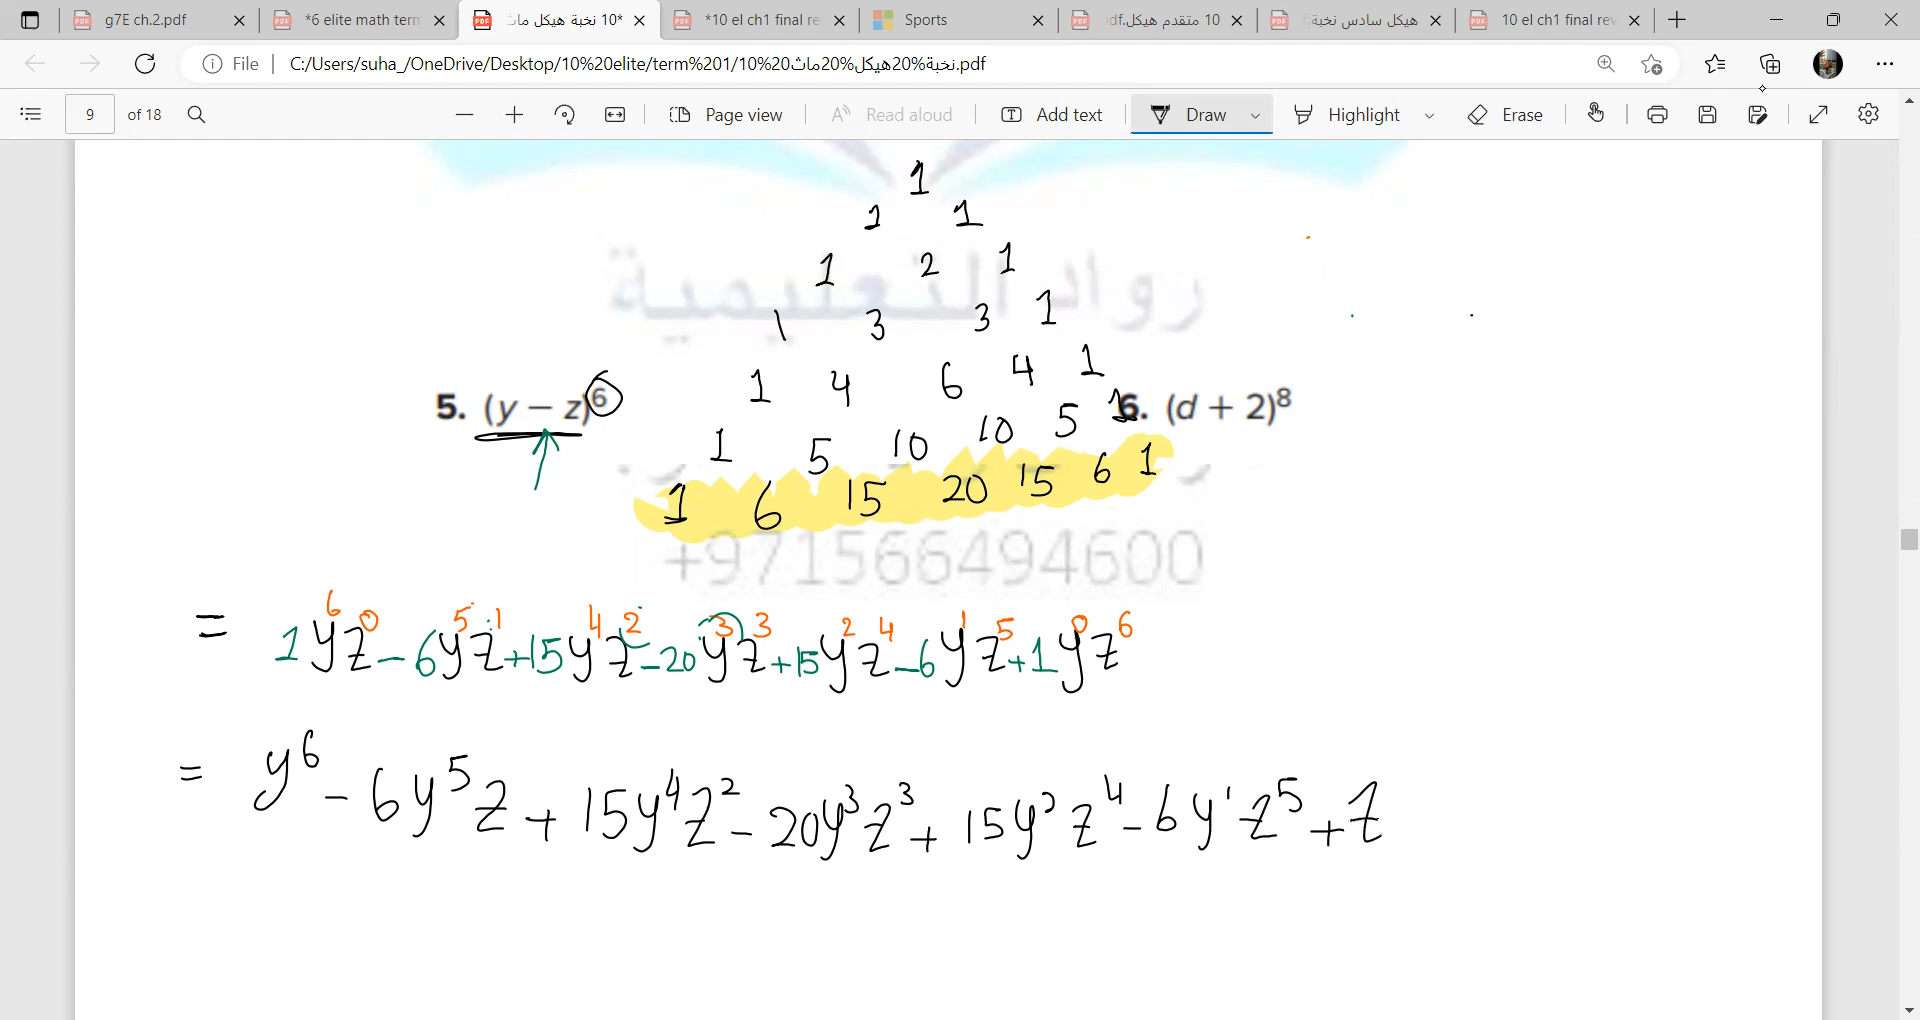 g7E ch.2.pdf
*6 elite math tern
*10 نخبة هيكل ماث
*10 el ch1 final re
Sports
10 متقدم هيكل.pdf
هيكل سادس نخبة
10 el ch1 final rev
File | C:/Users/suha_/OneDrive/Desktop/10%20elite/term%201/10%20نخبة%20هيكل%20ماث.pdf
9 of 18
Page view
Read aloud
Add text
Draw
Highlight
Erase
1
1 1
1 2 1
رواد التعليمية
1 3 3 1
1 4 6 4 1
5. (y − z)⁶
6. (d + 2)⁸
1 5 10 10 5 1
1 6 15 20 15 6 1
+971566494600
= 1y⁶z⁰ − 6y⁵z¹ + 15y⁴z² − 20y³z³ + 15y²z⁴ − 6y¹z⁵ + 1y⁰z⁶
= y⁶ − 6y⁵z + 15y⁴z² − 20y³z³ + 15y²z⁴ − 6y¹z⁵ + z